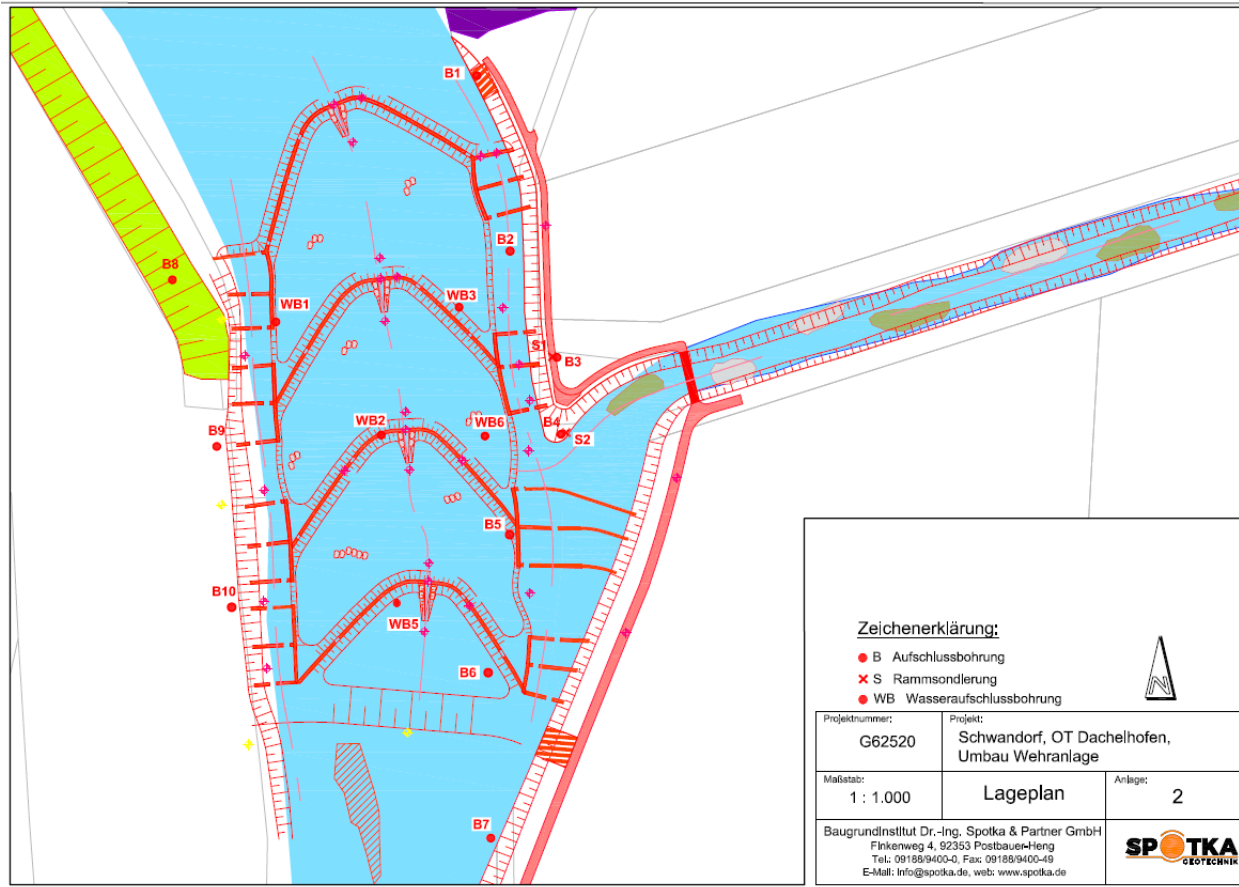 B1
B2
B8
WB1
WB3
S1
B3
B9
WB2
WB6
B4
S2
B5
B10
WB5
B6
B7
Zeichenerklärung:
B Aufschlussbohrung
S Rammsondierung
WB Wasseraufschlussbohrung
N
Projektnummer:
G62520
Projekt:
Schwandorf, OT Dachelhofen,
Umbau Wehranlage
Maßstab:
1 : 1.000
Lageplan
Anlage:
2
Baugrundinstitut Dr.-Ing. Spotka & Partner GmbH
Finkenweg 4, 92353 Postbauer-Heng
Tel.: 09188/9400-0, Fax: 09188/9400-49
E-Mail: info@spotka.de, web: www.spotka.de
SPOTKA
GEOTECHNIK